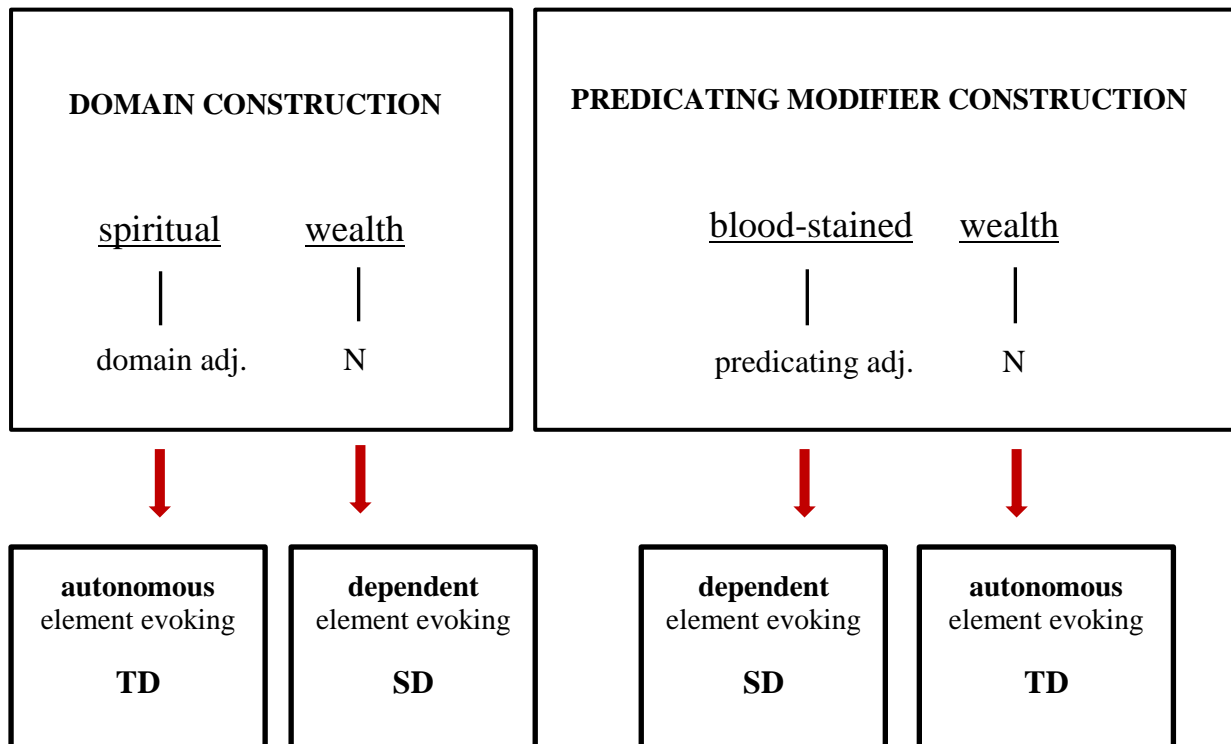 DOMAIN CONSTRUCTION
spiritual wealth
domain adj. N
PREDICATING MODIFIER CONSTRUCTION
blood-stained wealth
predicating adj. N
autonomous
element evoking
TD
dependent
element evoking
SD
dependent
element evoking
SD
autonomous
element evoking
TD